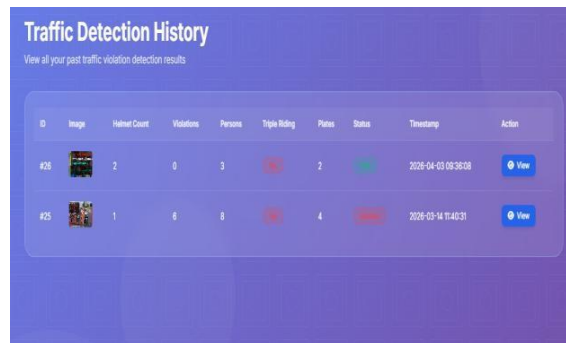 Traffic Detection History
View all your past traffic violation detection results
ID Image Helmet Count Violations Persons Triple Riding Plates Status Timestamp Action
#26 2 0 3 2 2026-04-03 09:36:08 View
#25 1 6 8 4 2026-03-14 11:40:31 View